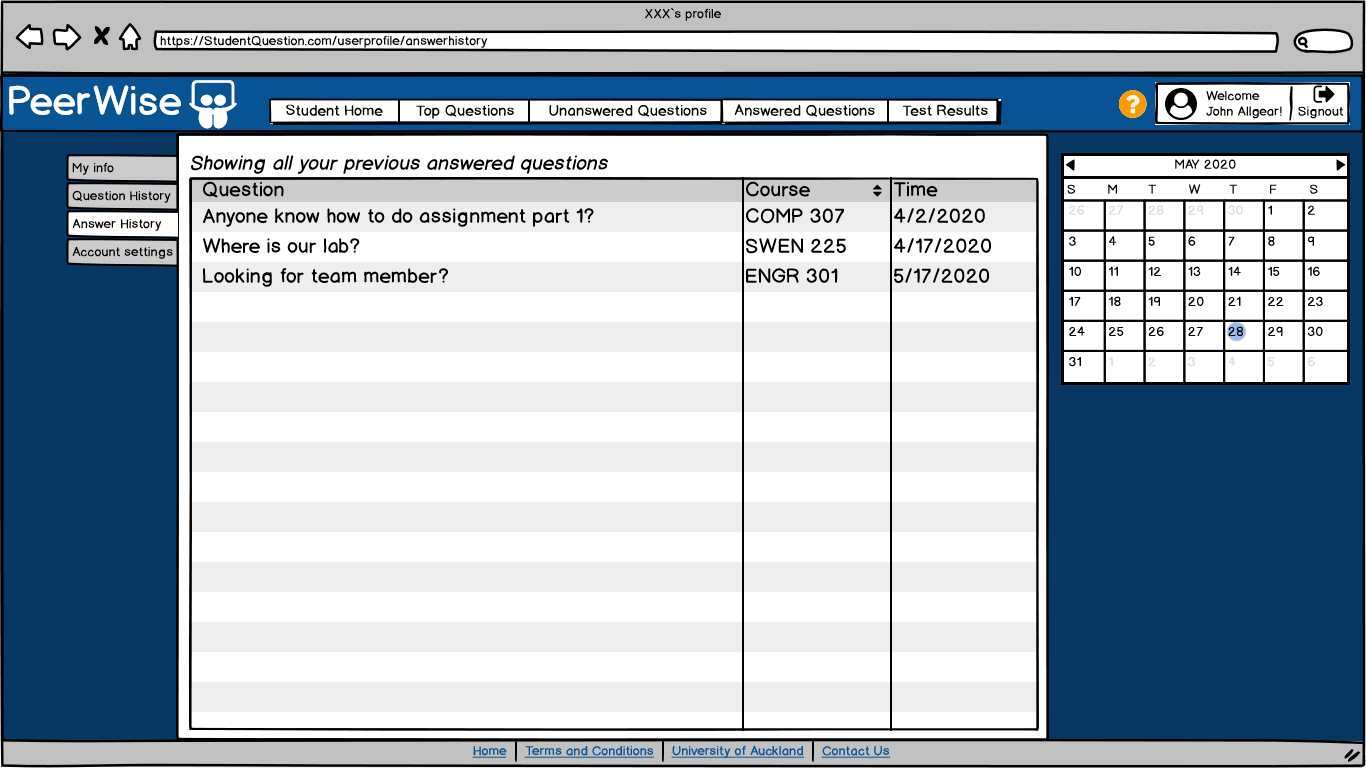 XXX`s profile
https://StudentQuestion.com/userprofile/answerhistory
PeerWise
Student Home Top Questions Unanswered Questions Answered Questions Test Results
?
Welcome
John Allgear!
Signout
My info
Question History
Answer History
Account settings
Showing all your previous answered questions
Question Course Time
Anyone know how to do assignment part 1? COMP 307 4/2/2020
Where is our lab? SWEN 225 4/17/2020
Looking for team member? ENGR 301 5/17/2020
MAY 2020
S M T W T F S
26 27 28 29 30 1 2
3 4 5 6 7 8 9
10 11 12 13 14 15 16
17 18 19 20 21 22 23
24 25 26 27 28 29 30
31 1 2 3 4 5 6
Home Terms and Conditions University of Auckland Contact Us